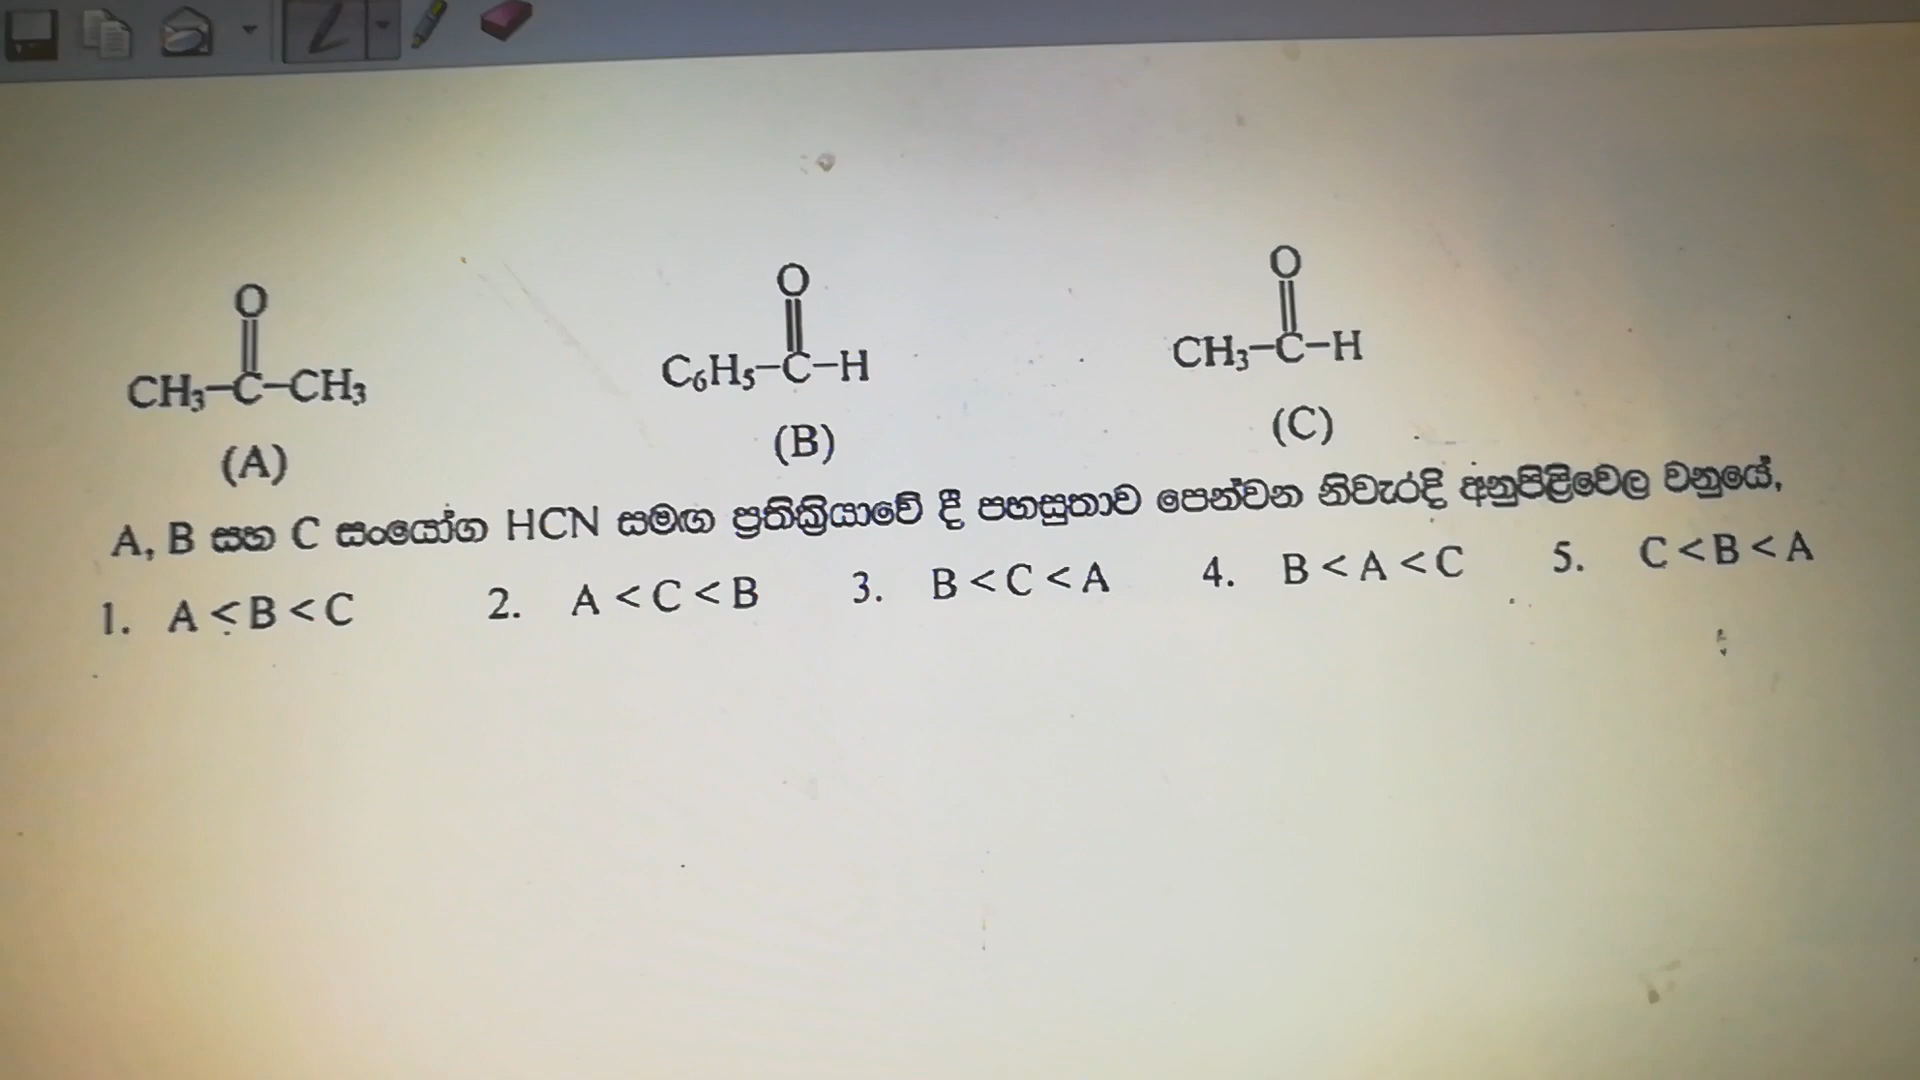 O O O
CH₃–C–CH₃ C₆H₅–C–H CH₃–C–H
(A) (B) (C)
A, B සහ C සංයෝග HCN සමඟ ප්‍රතික්‍රියාවේ දී පහසුතාව පෙන්වන නිවැරදි අනුපිළිවෙල වනුයේ,
1. A < B < C 2. A < C < B 3. B < C < A 4. B < A < C 5. C < B < A